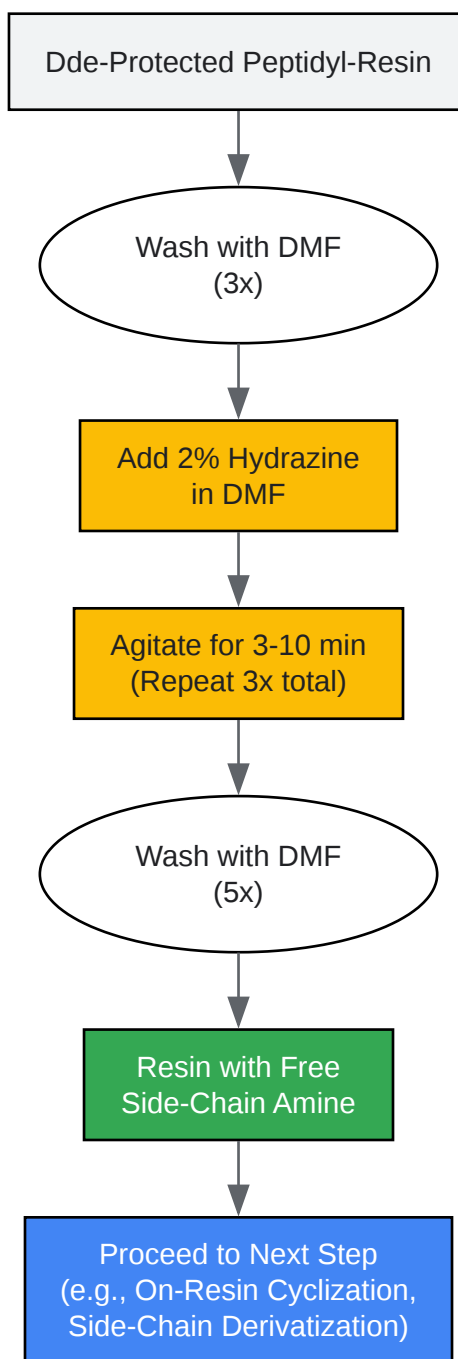 Dde-Protected Peptidyl-Resin
Wash with DMF
(3x)
Add 2% Hydrazine
in DMF
Agitate for 3-10 min
(Repeat 3x total)
Wash with DMF
(5x)
Resin with Free
Side-Chain Amine
Proceed to Next Step
(e.g., On-Resin Cyclization,
Side-Chain Derivatization)